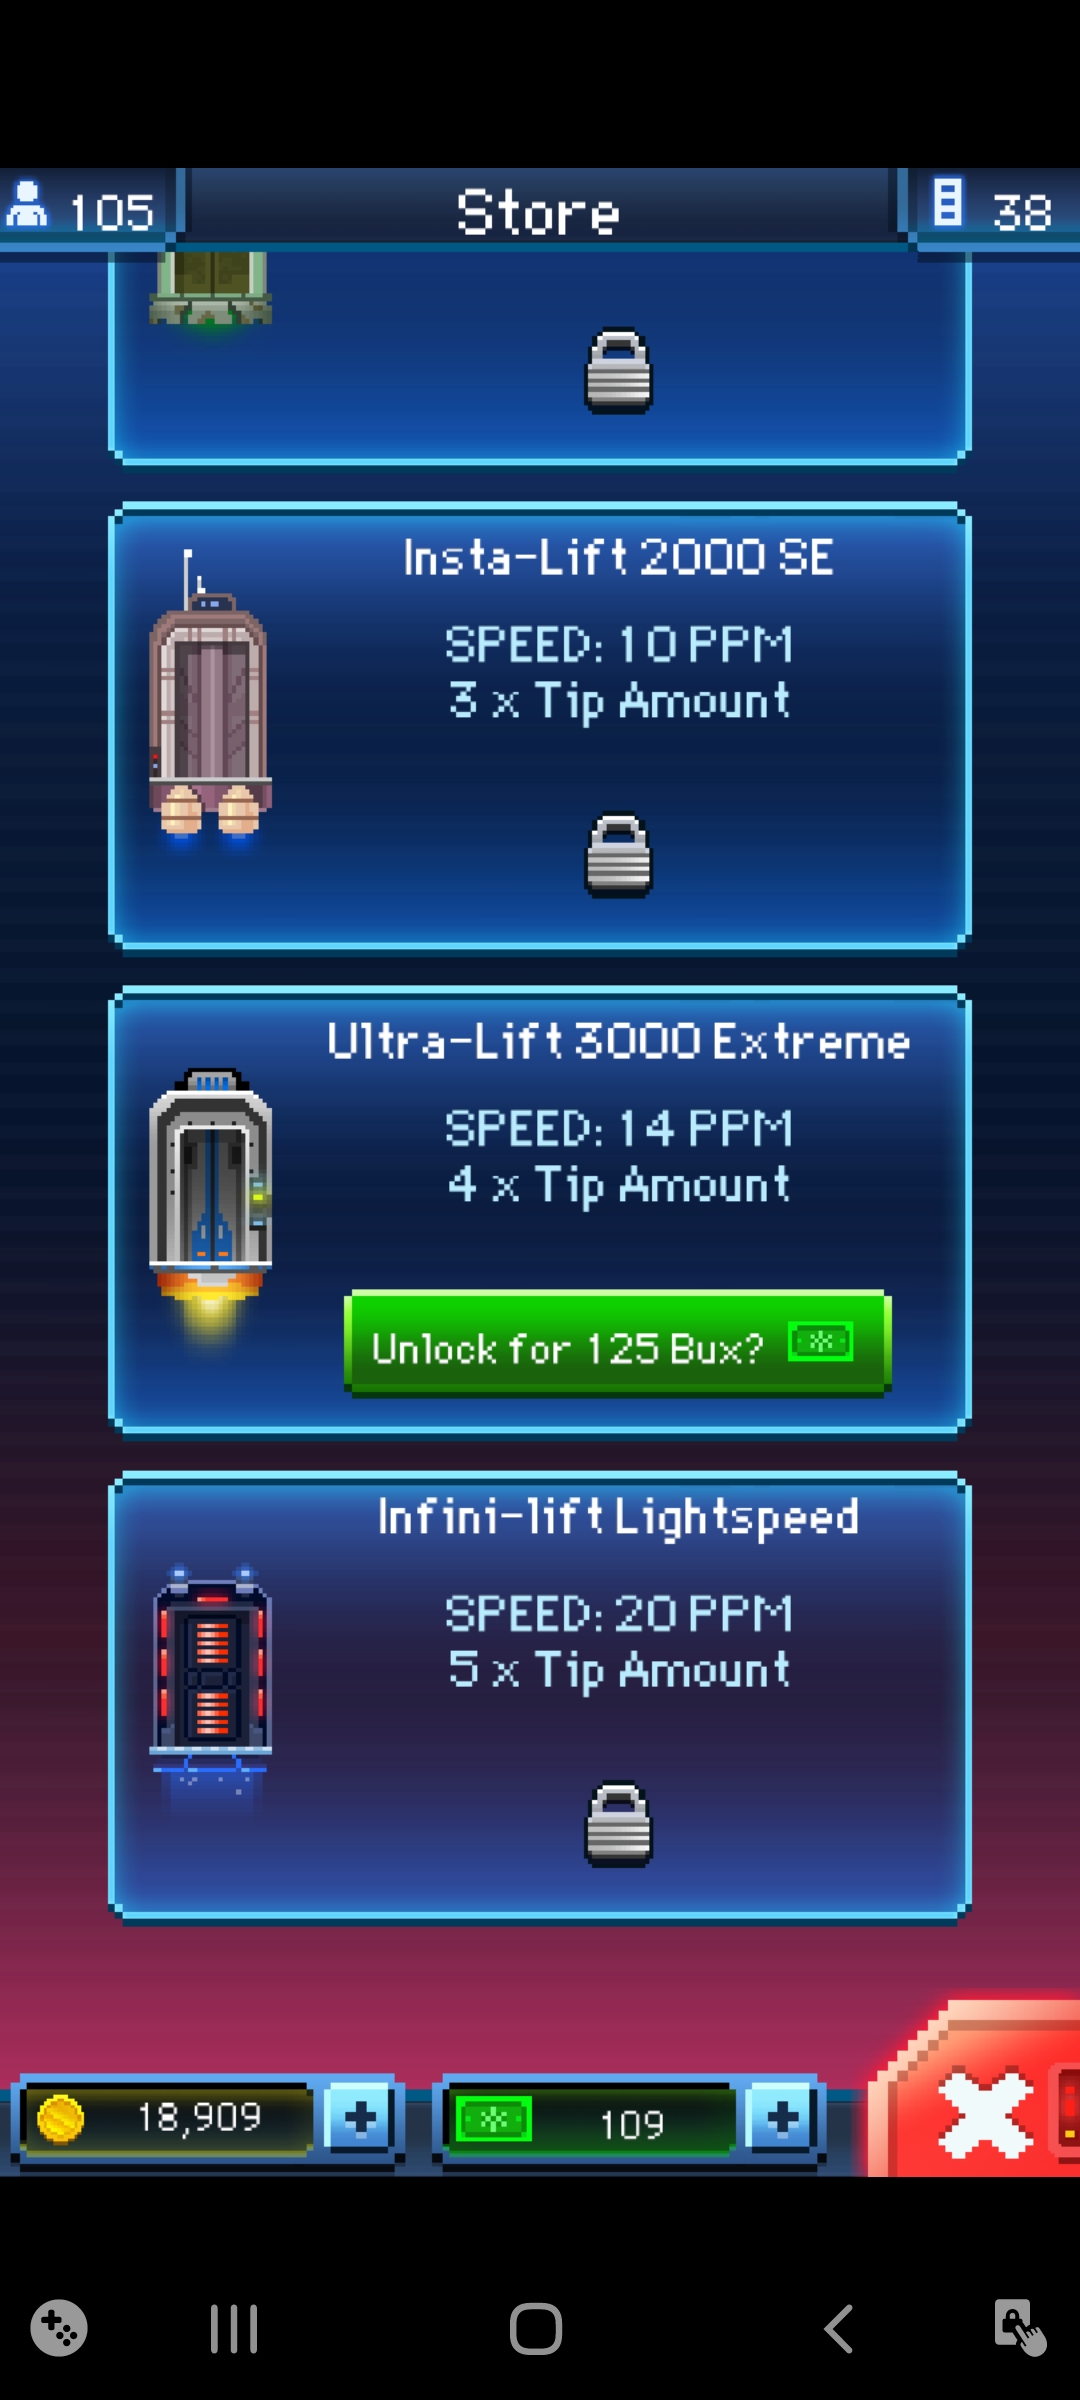 105
Store
38
Insta-Lift 2000 SE
SPEED: 10 PPM
3 x Tip Amount
Ultra-Lift 3000 Extreme
SPEED: 14 PPM
4 x Tip Amount
Unlock for 125 Bux?
Infini-lift Lightspeed
SPEED: 20 PPM
5 x Tip Amount
18,909
109